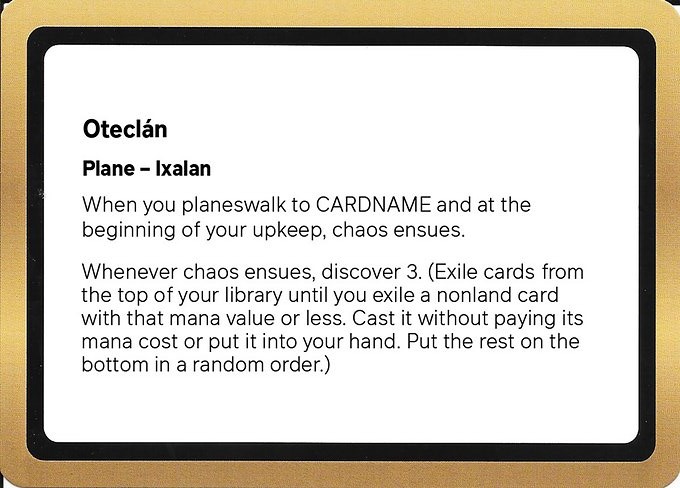 Oteclán
Plane – Ixalan
When you planeswalk to CARDNAME and at the
beginning of your upkeep, chaos ensues.
Whenever chaos ensues, discover 3. (Exile cards from
the top of your library until you exile a nonland card
with that mana value or less. Cast it without paying its
mana cost or put it into your hand. Put the rest on the
bottom in a random order.)